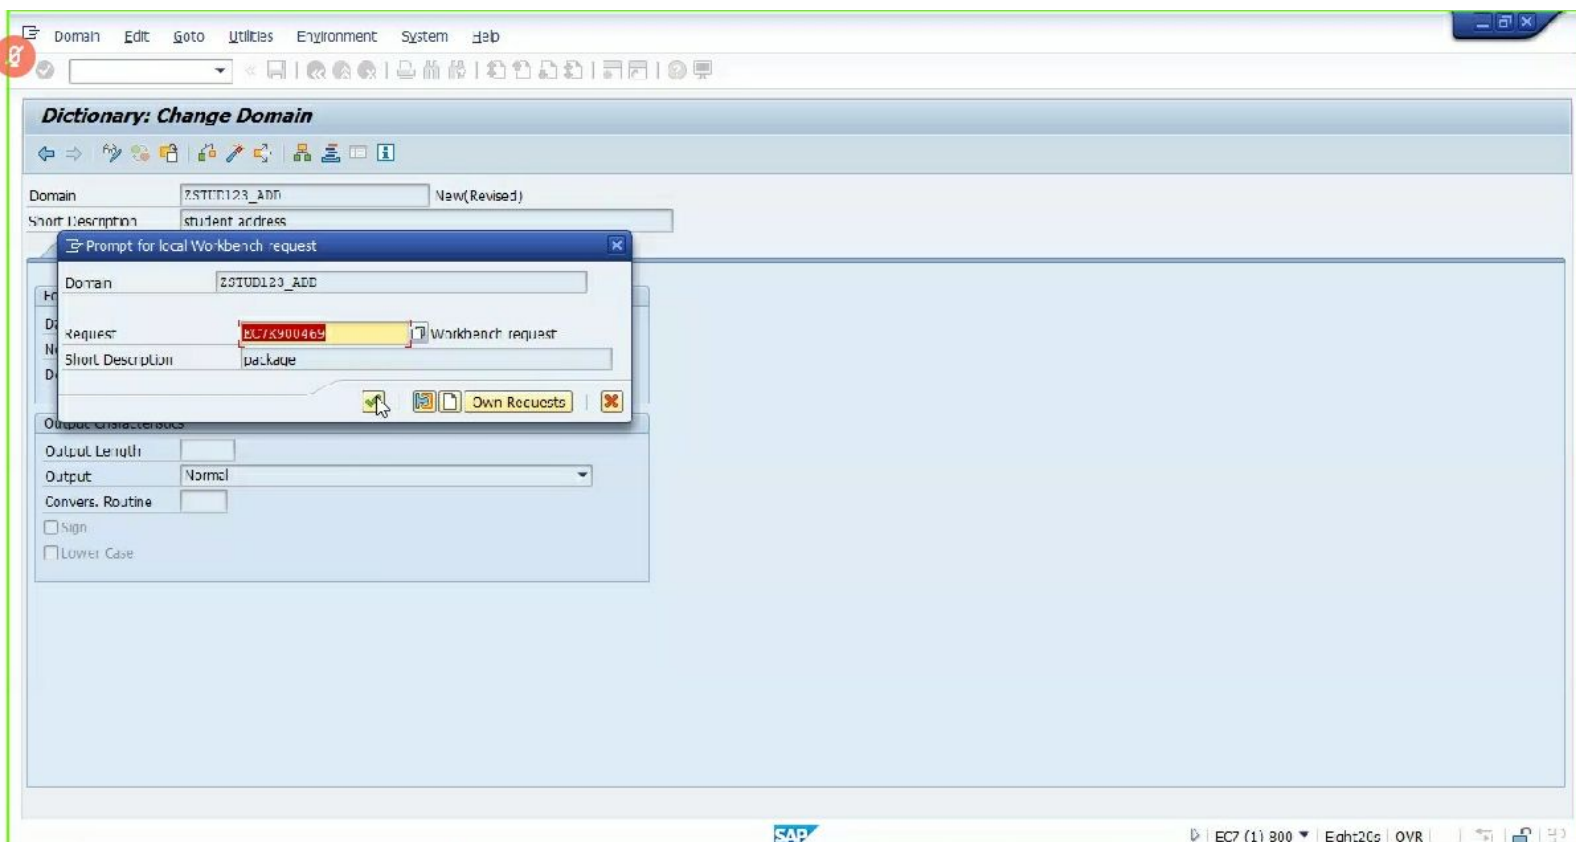 Domain Edit Goto Utilities Environment System Help
Dictionary: Change Domain
Domain ZSTUD123_ADD New(Revised)
Short Description student address
Prompt for local Workbench request
Domain ZSTUD123_ADD
Request EC7K900469 Workbench request
Short Description package
Own Requests
Output Characteristics
Output Length
Output Normal
Convers. Routine
Sign
Lower Case
SAP
EC7 (1) 800 OVR